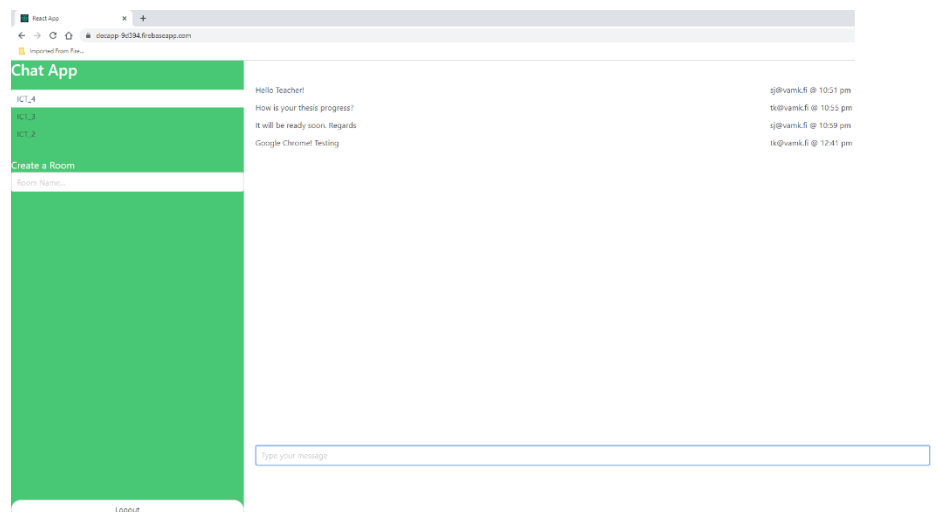 React App
decapp-9d394.firebaseapp.com
Imported From Fire...
Chat App
ICT_4
ICT_3
ICT_2
Create a Room
Room Name...
Logout
Hello Teacher! sj@vamk.fi @ 10:51 pm
How is your thesis progress? tk@vamk.fi @ 10:55 pm
It will be ready soon. Regards sj@vamk.fi @ 10:59 pm
Google Chrome! Testing tk@vamk.fi @ 12:41 pm
Type your message